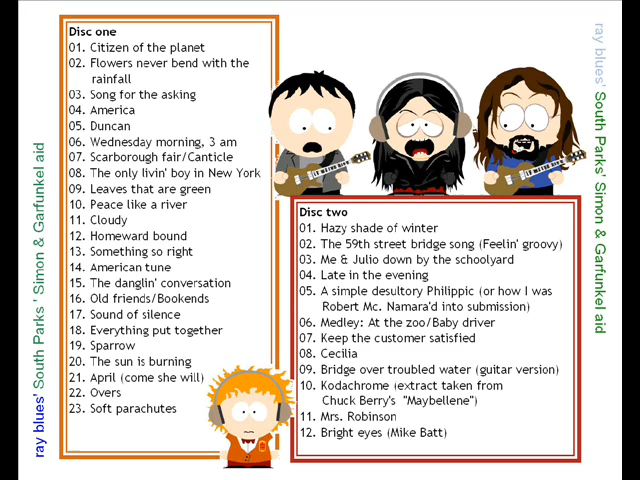 Disc one
01. Citizen of the planet
02. Flowers never bend with the
rainfall
03. Song for the asking
04. America
05. Duncan
06. Wednesday morning, 3 am
07. Scarborough fair/Canticle
08. The only livin' boy in New York
09. Leaves that are green
10. Peace like a river
11. Cloudy
12. Homeward bound
13. Something so right
14. American tune
15. The danglin' conversation
16. Old friends/Bookends
17. Sound of silence
18. Everything put together
19. Sparrow
20. The sun is burning
21. April (come she will)
22. Overs
23. Soft parachutes
Disc two
01. Hazy shade of winter
02. The 59th street bridge song (Feelin' groovy)
03. Me & Julio down by the schoolyard
04. Late in the evening
05. A simple desultory Philippic (or how I was
Robert Mc. Namara'd into submission)
06. Medley: At the zoo/Baby driver
07. Keep the customer satisfied
08. Cecilia
09. Bridge over troubled water (guitar version)
10. Kodachrome (extract taken from
Chuck Berry's "Maybellene")
11. Mrs. Robinson
12. Bright eyes (Mike Batt)
ray blues' South Parks ' Simon & Garfunkel aid
ray blues' South Parks' Simon & Garfunkel aid